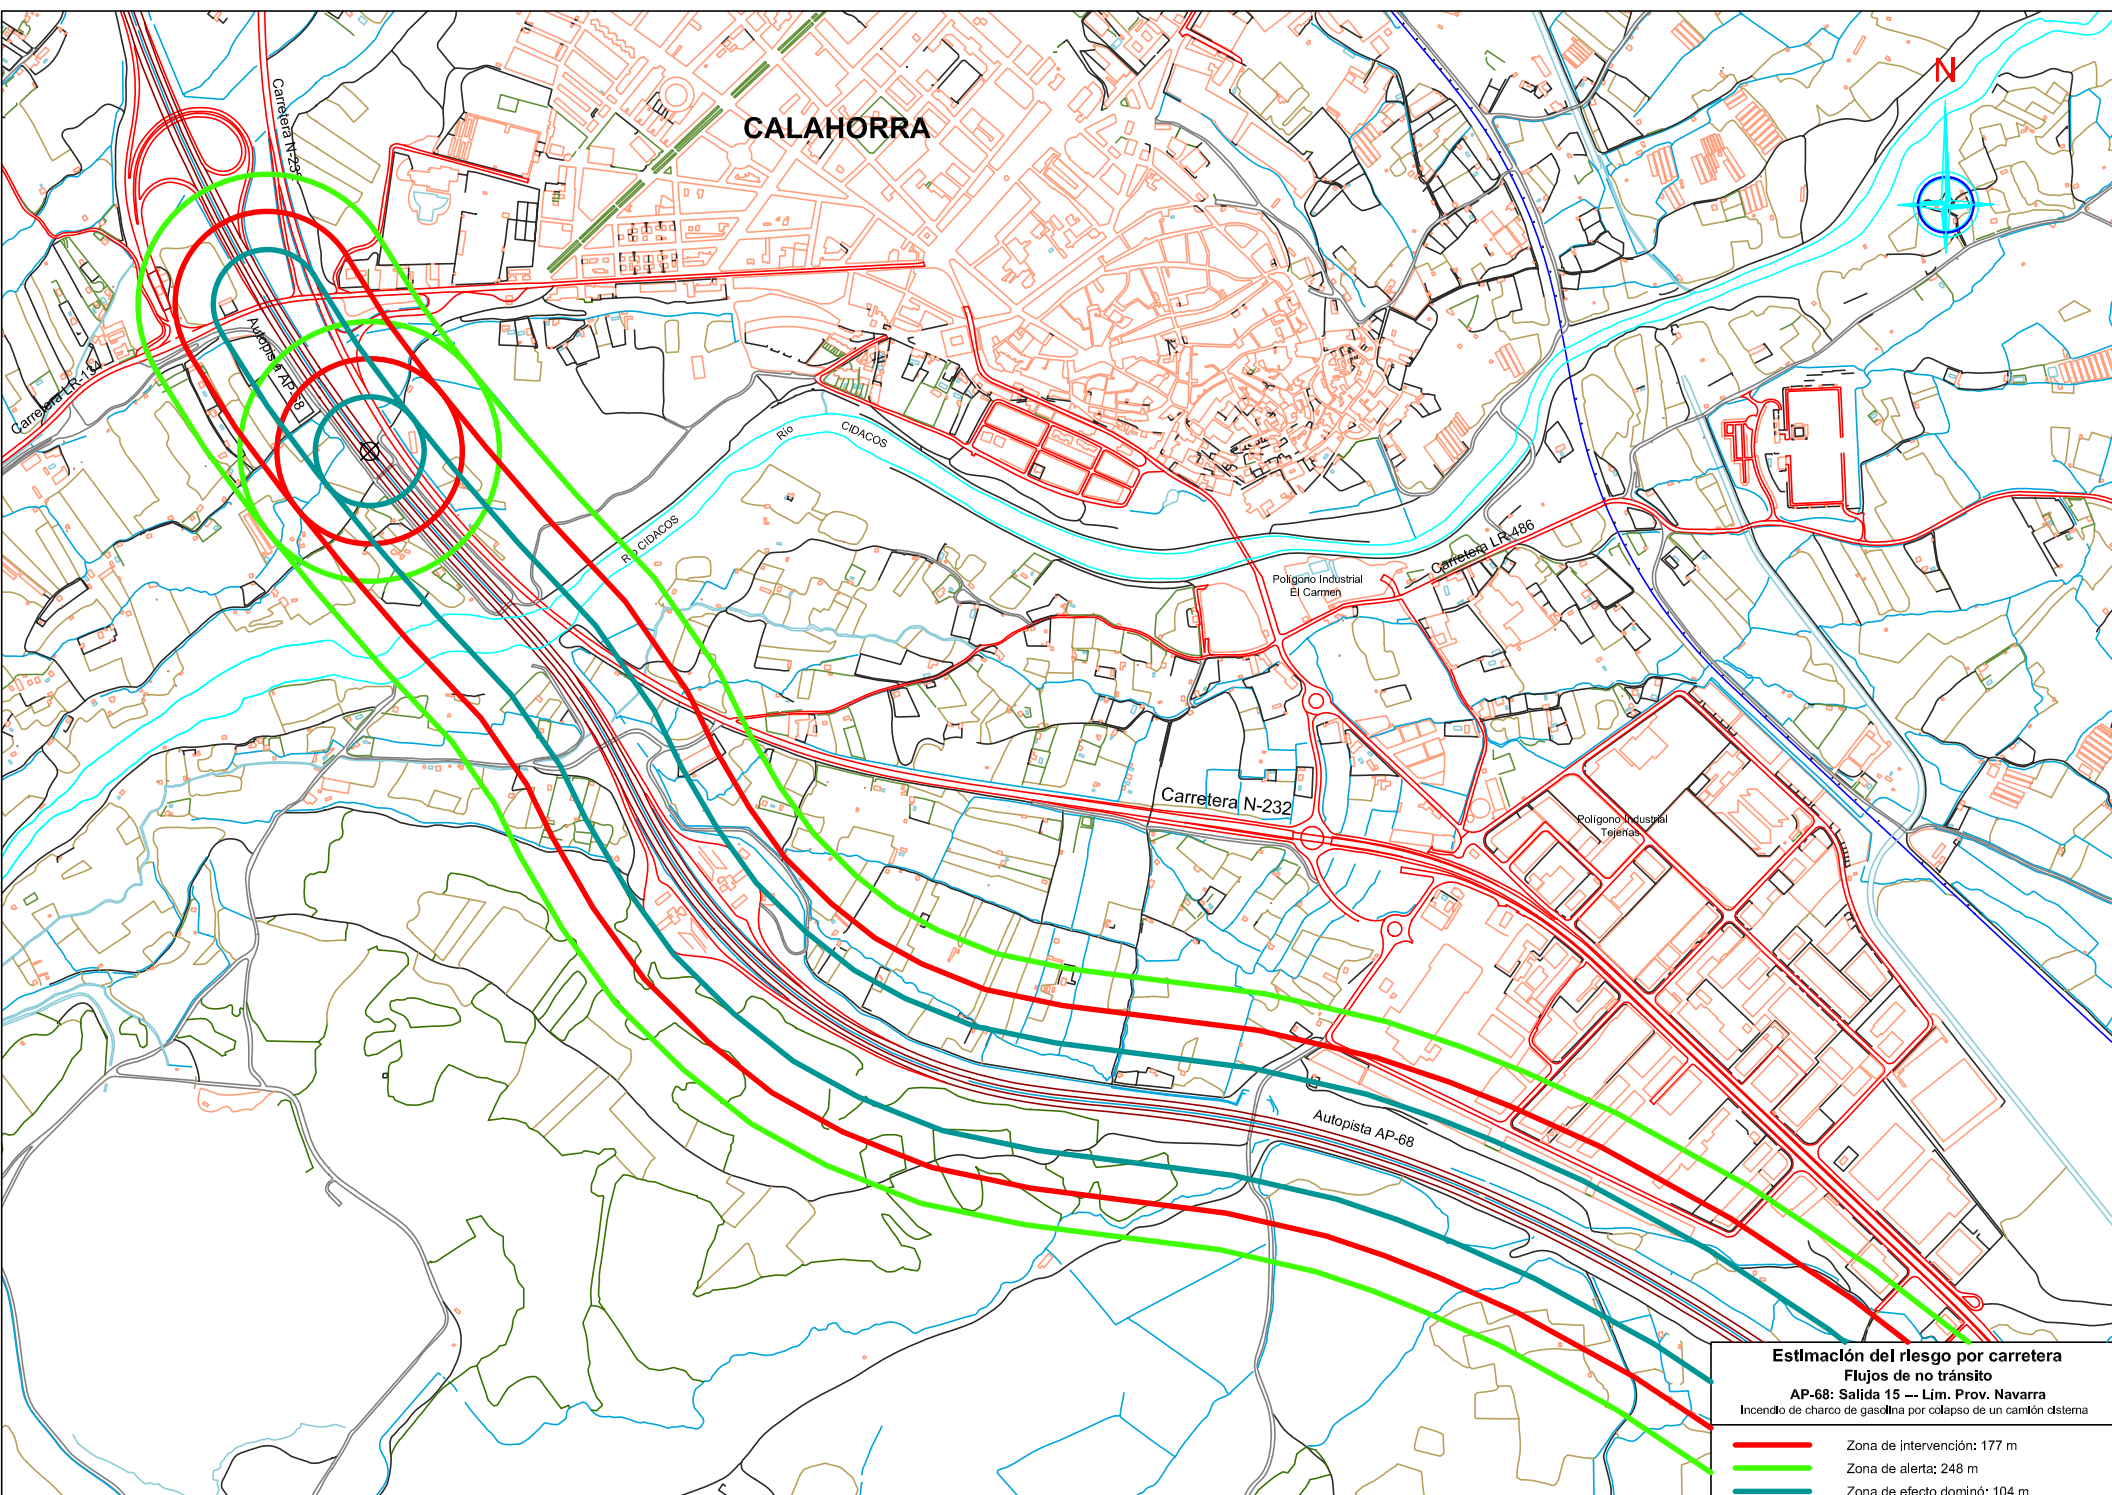 N
Carretera N-23
CALAHORRA
Autopista AP-68
Carretera LR-134
Río
CIDACOS
Río CIDACOS
Carretera LR-486
Polígono Industrial
El Carmen
Carretera N-232
Polígono Industrial
Tejerías
Autopista AP-68
Estimación del riesgo por carretera
Flujos de no tránsito
AP-68: Salida 15 --- Lím. Prov. Navarra
Incendio de charco de gasolina por colapso de un camión cisterna
Zona de intervención: 177 m
Zona de alerta: 248 m
Zona de efecto dominó: 104 m